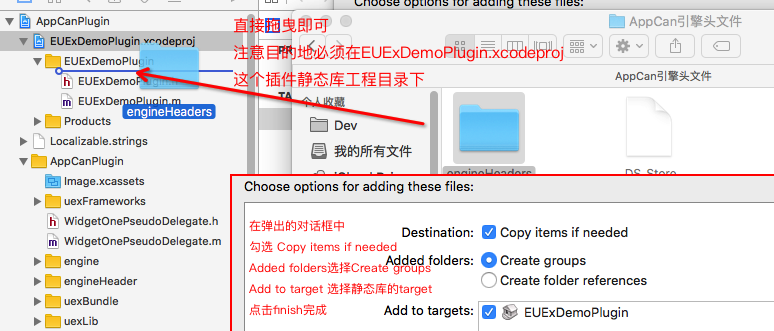 AppCanPlugin
EUExDemoPlugin.xcodeproj
EUExDemoPlugin
EUExDemoPlugin.m
engineHeaders
Products
Localizable.strings
AppCanPlugin
Image.xcassets
uexFrameworks
WidgetOnePseudoDelegate.h
WidgetOnePseudoDelegate.m
engine
engineHeader
uexBundle
uexLib
直接拖曳即可
注意目的地必须在EUExDemoPlugin.xcodeproj
这个插件静态库工程目录下
Choose options for adding these files:
AppCan引擎头文件
AppCan引擎头文件
个人收藏
Dev
我的所有文件
engineHeaders
DS_Store
Choose options for adding these files:
在弹出的对话框中
勾选 Copy items if needed
Added folders选择Create groups
Add to target 选择静态库的target
点击finish完成
Destination:
Copy items if needed
Added folders:
Create groups
Create folder references
Add to targets:
EUExDemoPlugin